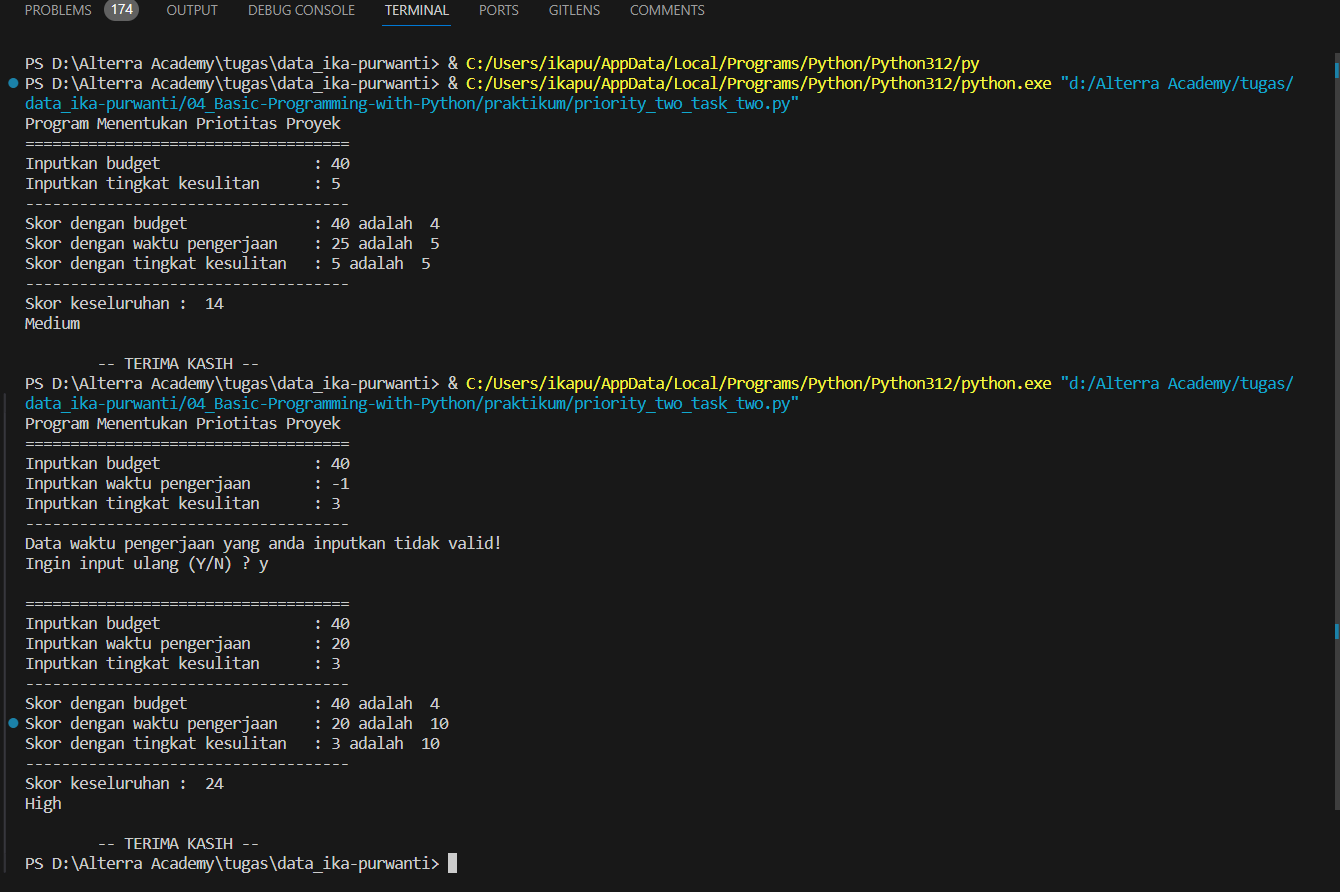 PROBLEMS 174 OUTPUT DEBUG CONSOLE TERMINAL PORTS GITLENS COMMENTS
PS D:\Alterra Academy\tugas\data_ika-purwanti> & C:/Users/ikapu/AppData/Local/Programs/Python/Python312/py
PS D:\Alterra Academy\tugas\data_ika-purwanti> & C:/Users/ikapu/AppData/Local/Programs/Python/Python312/python.exe "d:/Alterra Academy/tugas/
data_ika-purwanti/04_Basic-Programming-with-Python/praktikum/priority_two_task_two.py"
Program Menentukan Priotitas Proyek
====================================
Inputkan budget                 : 40
Inputkan tingkat kesulitan      : 5
------------------------------------
Skor dengan budget              : 40 adalah  4
Skor dengan waktu pengerjaan    : 25 adalah  5
Skor dengan tingkat kesulitan   : 5 adalah  5
------------------------------------
Skor keseluruhan :  14
Medium
-- TERIMA KASIH --
PS D:\Alterra Academy\tugas\data_ika-purwanti> & C:/Users/ikapu/AppData/Local/Programs/Python/Python312/python.exe "d:/Alterra Academy/tugas/
data_ika-purwanti/04_Basic-Programming-with-Python/praktikum/priority_two_task_two.py"
Program Menentukan Priotitas Proyek
====================================
Inputkan budget                 : 40
Inputkan waktu pengerjaan       : -1
Inputkan tingkat kesulitan      : 3
------------------------------------
Data waktu pengerjaan yang anda inputkan tidak valid!
Ingin input ulang (Y/N) ? y
====================================
Inputkan budget                 : 40
Inputkan waktu pengerjaan       : 20
Inputkan tingkat kesulitan      : 3
------------------------------------
Skor dengan budget              : 40 adalah  4
Skor dengan waktu pengerjaan    : 20 adalah  10
Skor dengan tingkat kesulitan   : 3 adalah  10
------------------------------------
Skor keseluruhan :  24
High
-- TERIMA KASIH --
PS D:\Alterra Academy\tugas\data_ika-purwanti>